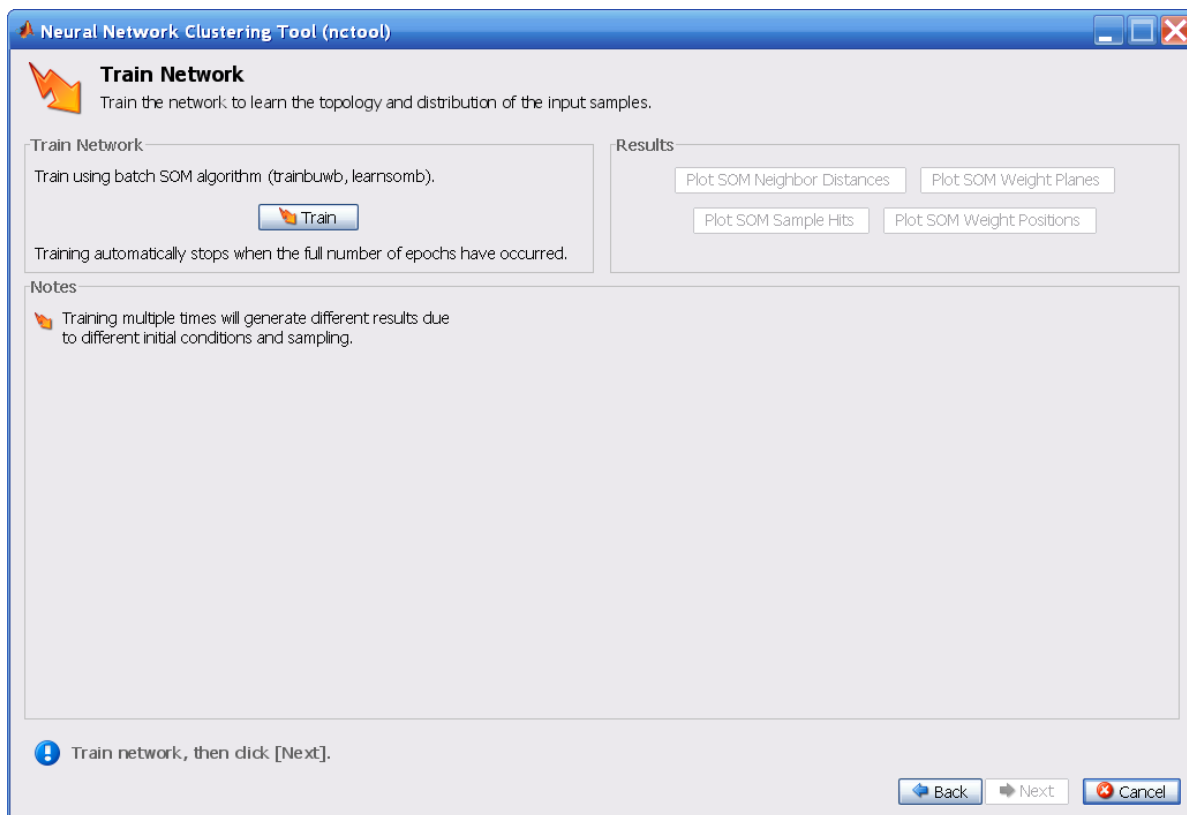 Neural Network Clustering Tool (nctool)
Train Network
Train the network to learn the topology and distribution of the input samples.
Train Network
Train using batch SOM algorithm (trainbuwb, learnsomb).
Train
Training automatically stops when the full number of epochs have occurred.
Results
Plot SOM Neighbor Distances
Plot SOM Weight Planes
Plot SOM Sample Hits
Plot SOM Weight Positions
Notes
Training multiple times will generate different results due
to different initial conditions and sampling.
Train network, then click [Next].
Back
Next
Cancel